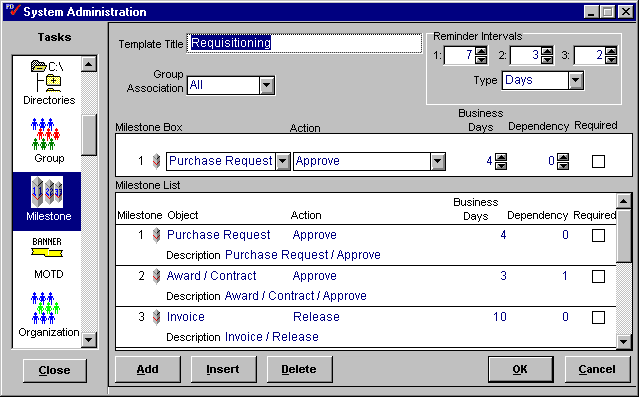 PD System Administration
Tasks
C:\
Directories
Group
Milestone
BANNER
MOTD
Organization
Close
Template Title Requisitioning
Group Association All
Reminder Intervals
1: 7 2: 3 3: 2
Type Days
Milestone Box Action Business Days Dependency Required
1 Purchase Request Approve 4 0
Milestone List
Milestone Object Action Business Days Dependency Required
1 Purchase Request Approve 4 0
Description Purchase Request / Approve
2 Award / Contract Approve 3 1
Description Award / Contract / Approve
3 Invoice Release 10 0
Description Invoice / Release
Add Insert Delete OK Cancel